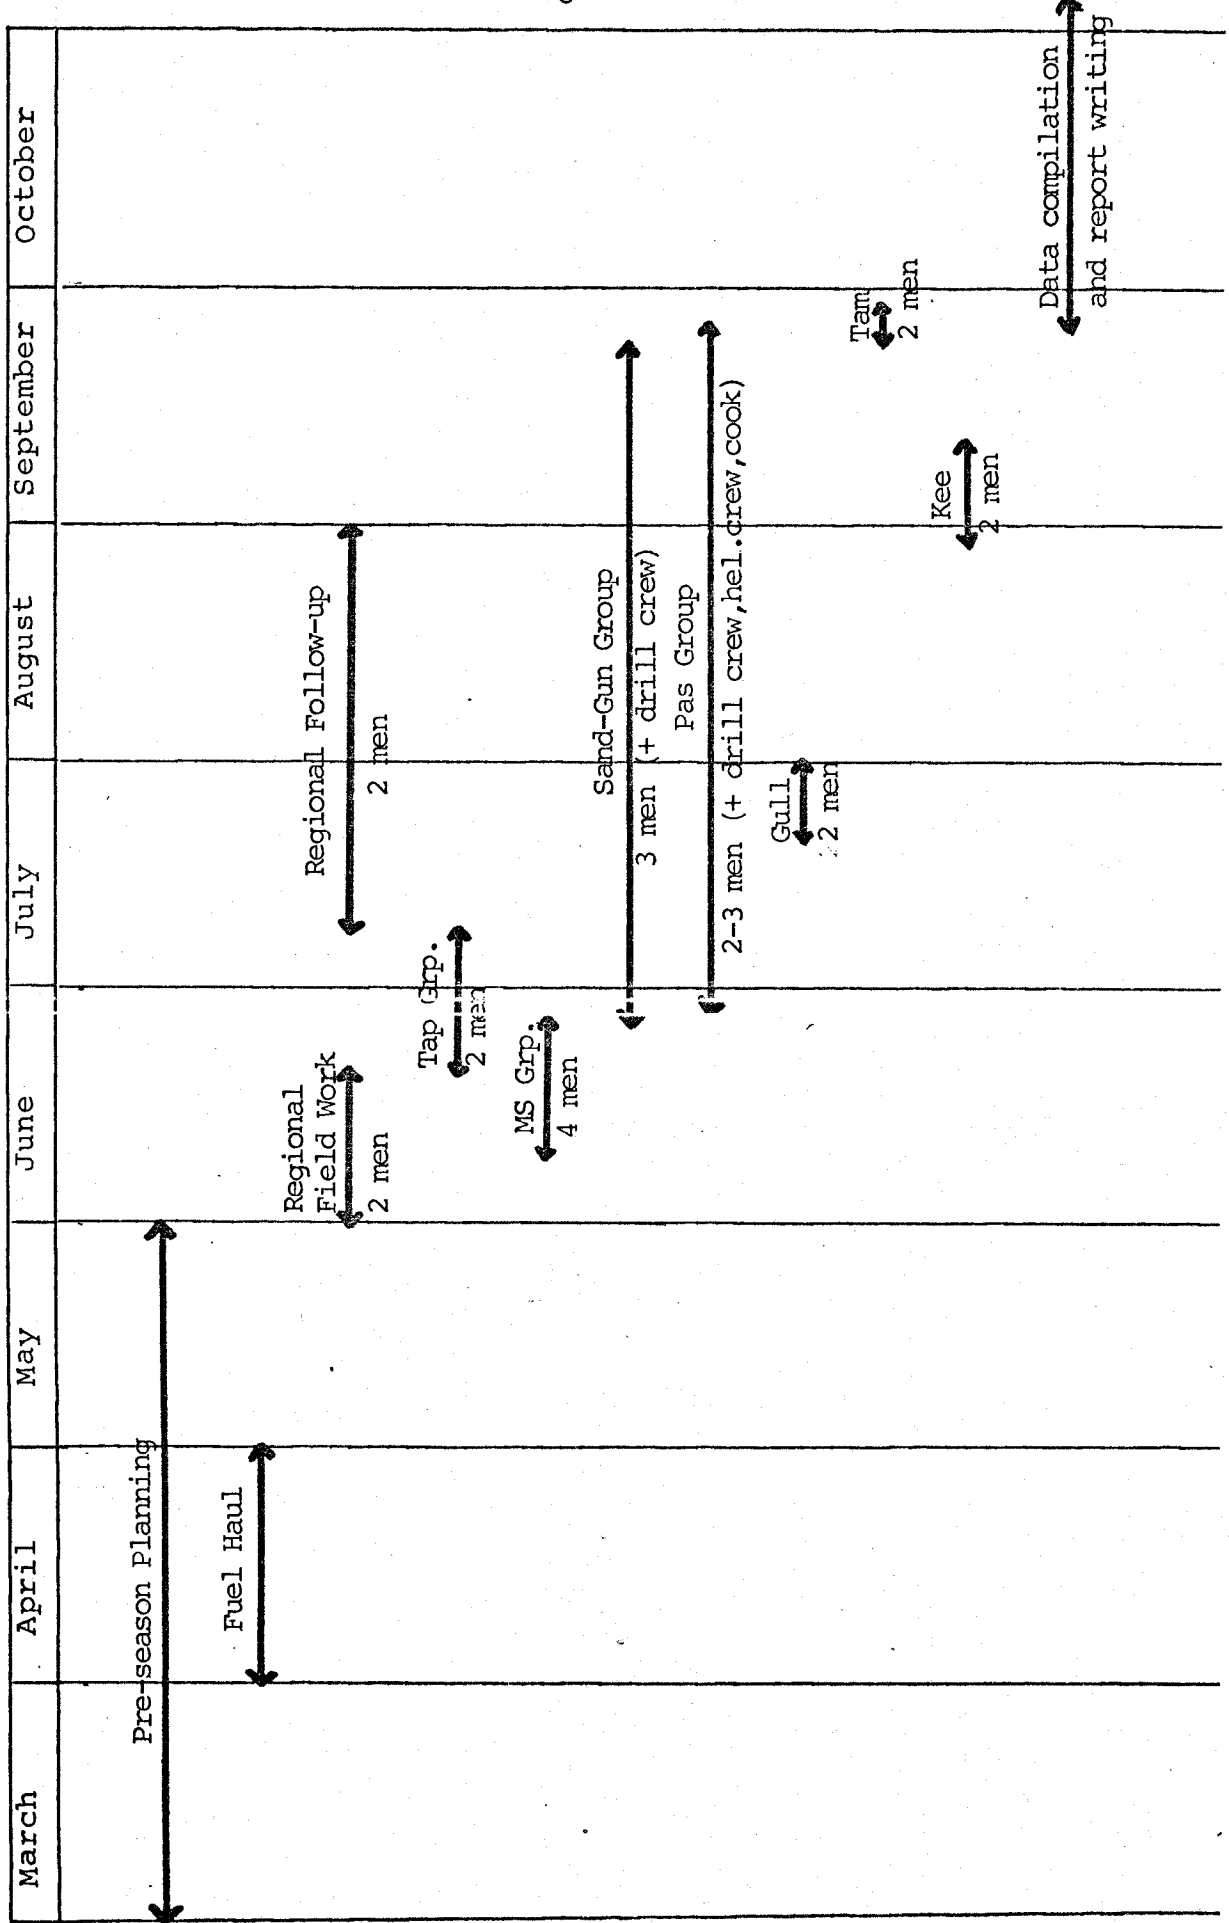 March
April
May
June
July
August
September
October
Pre-season Planning
Fuel Haul
Regional
Field Work
2 men
Regional Follow-up
2 men
Tap Grp.
2 men
MS Grp.
4 men
Sand-Gun Group
3 men (+ drill crew)
Pas Group
2-3 men (+ drill crew,hel.crew,cook)
Gull
2 men
Tam
2 men
Kee
2 men
Data compilation
and report writing